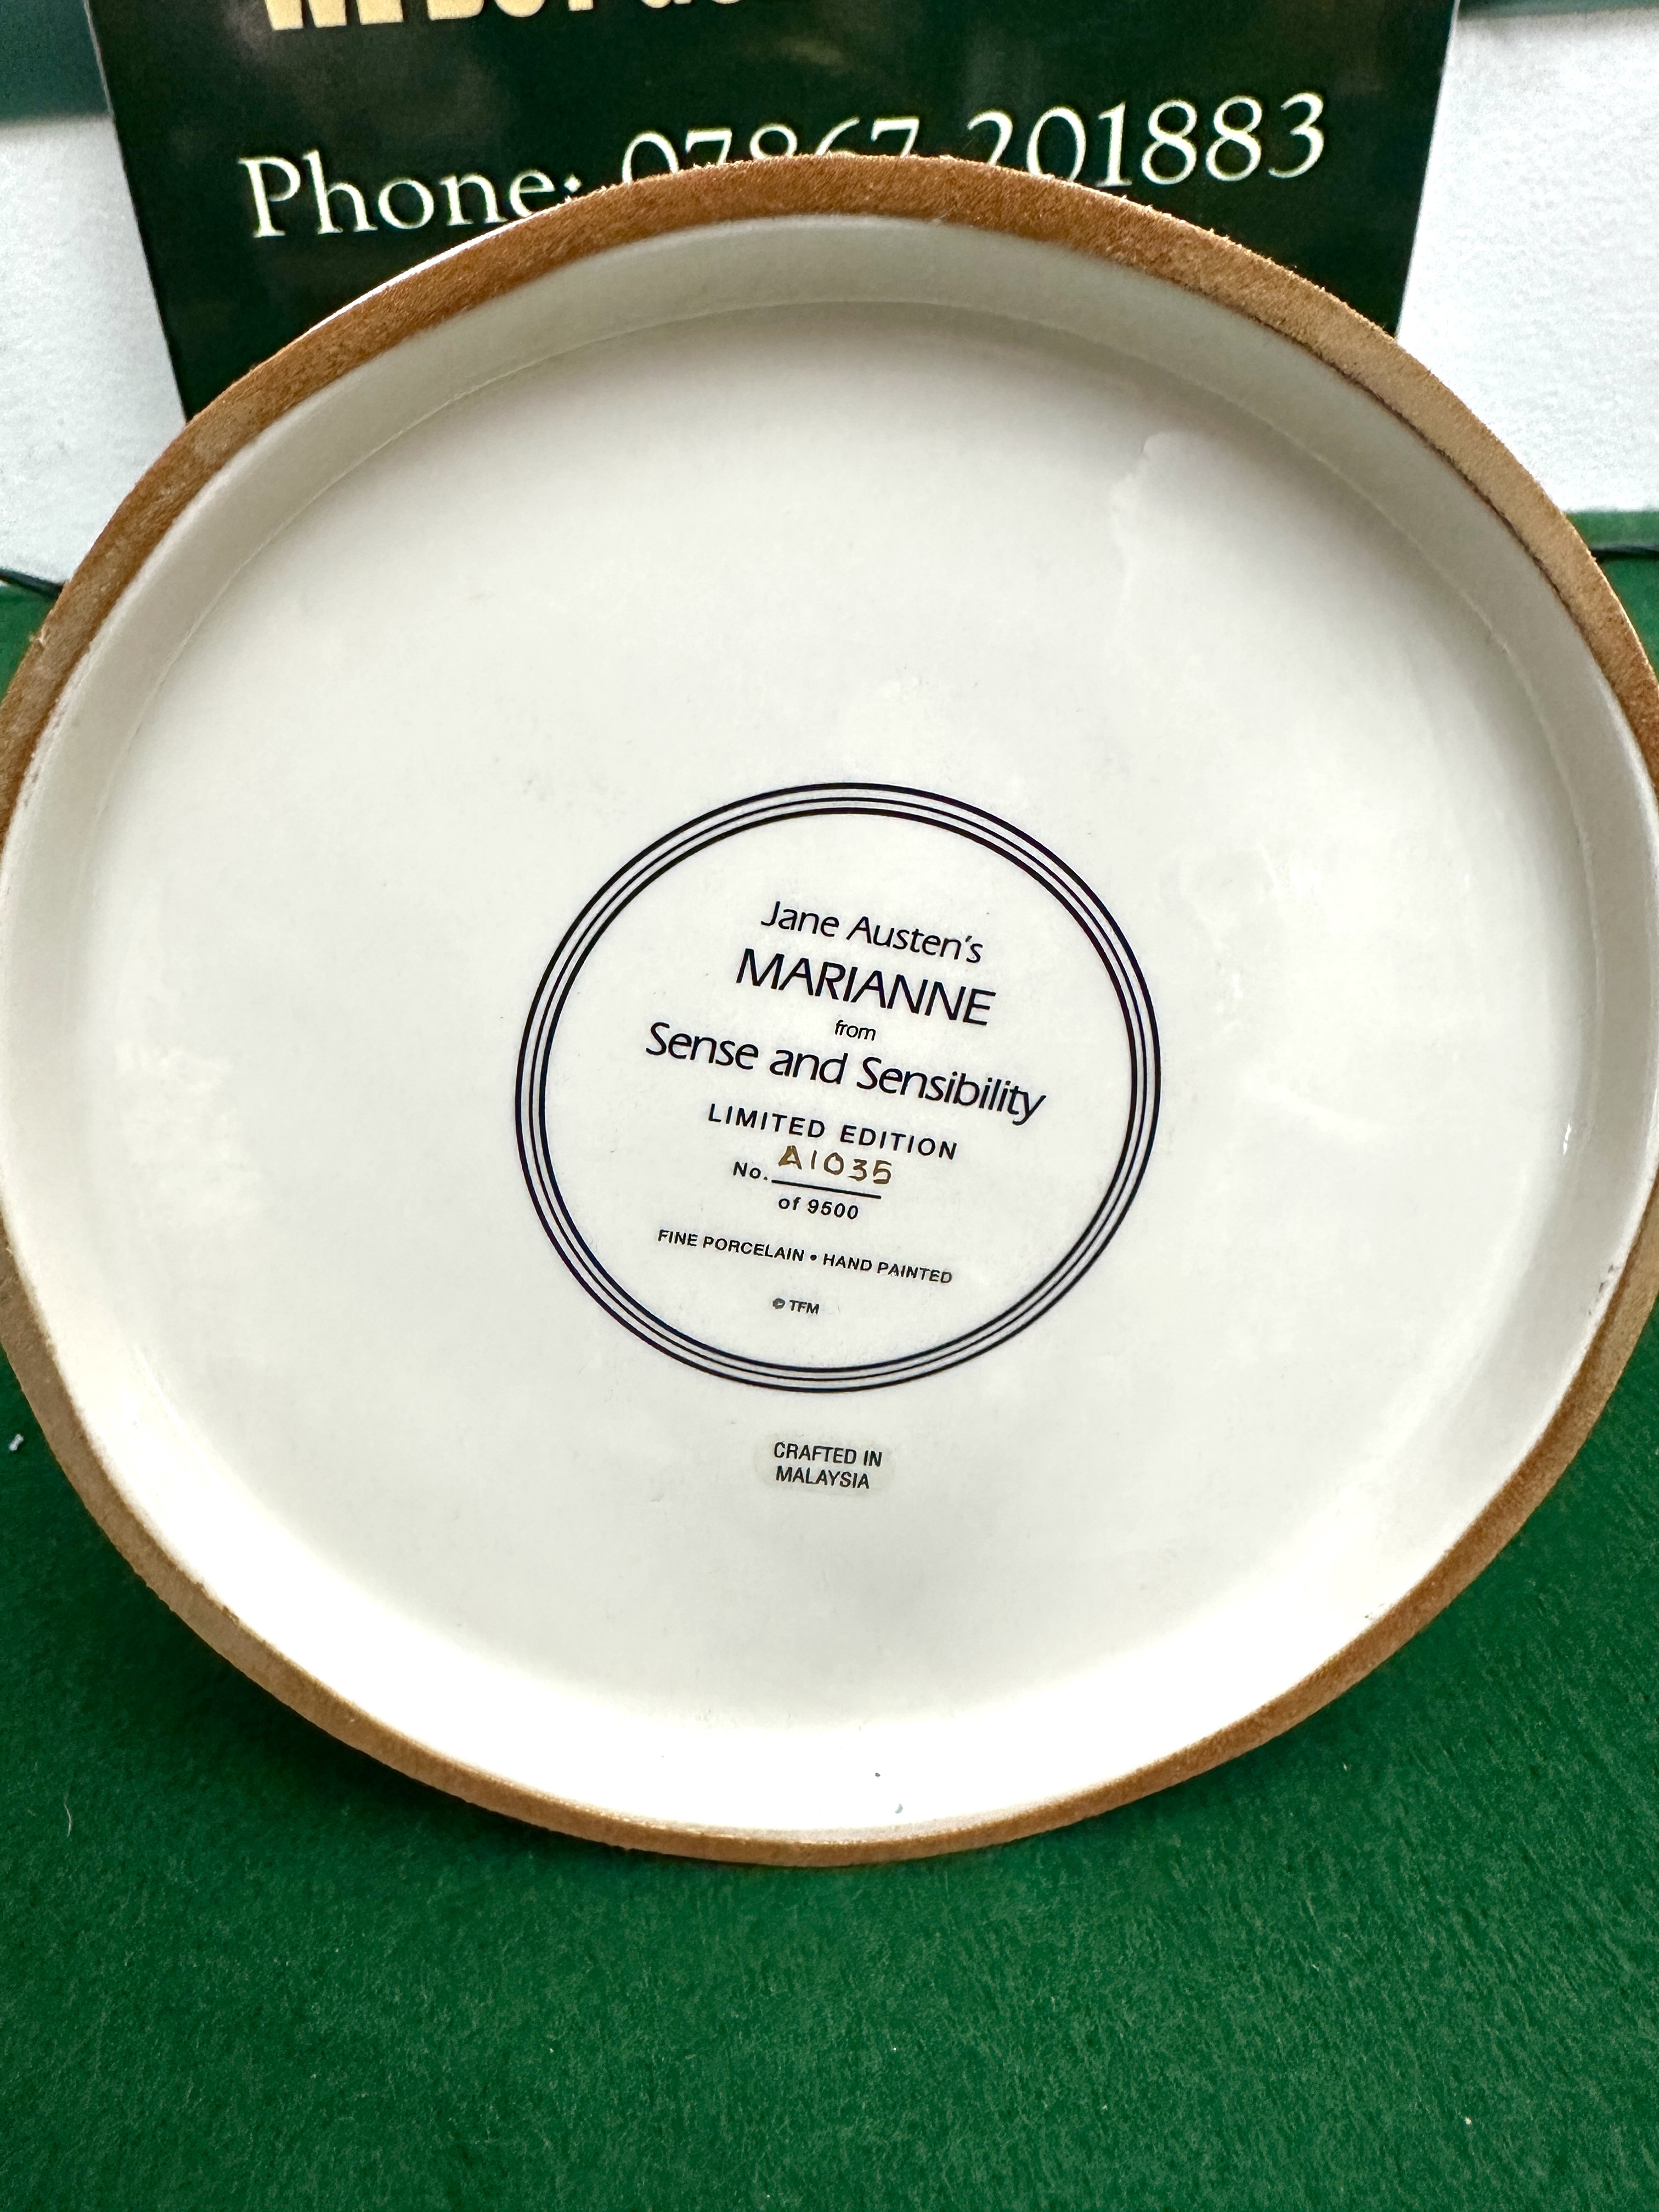 Phone: 07867 201883
Jane Austen's
MARIANNE
from
Sense and Sensibility
LIMITED EDITION
No. A1035
of 9500
FINE PORCELAIN • HAND PAINTED
© TFM
CRAFTED IN
MALAYSIA